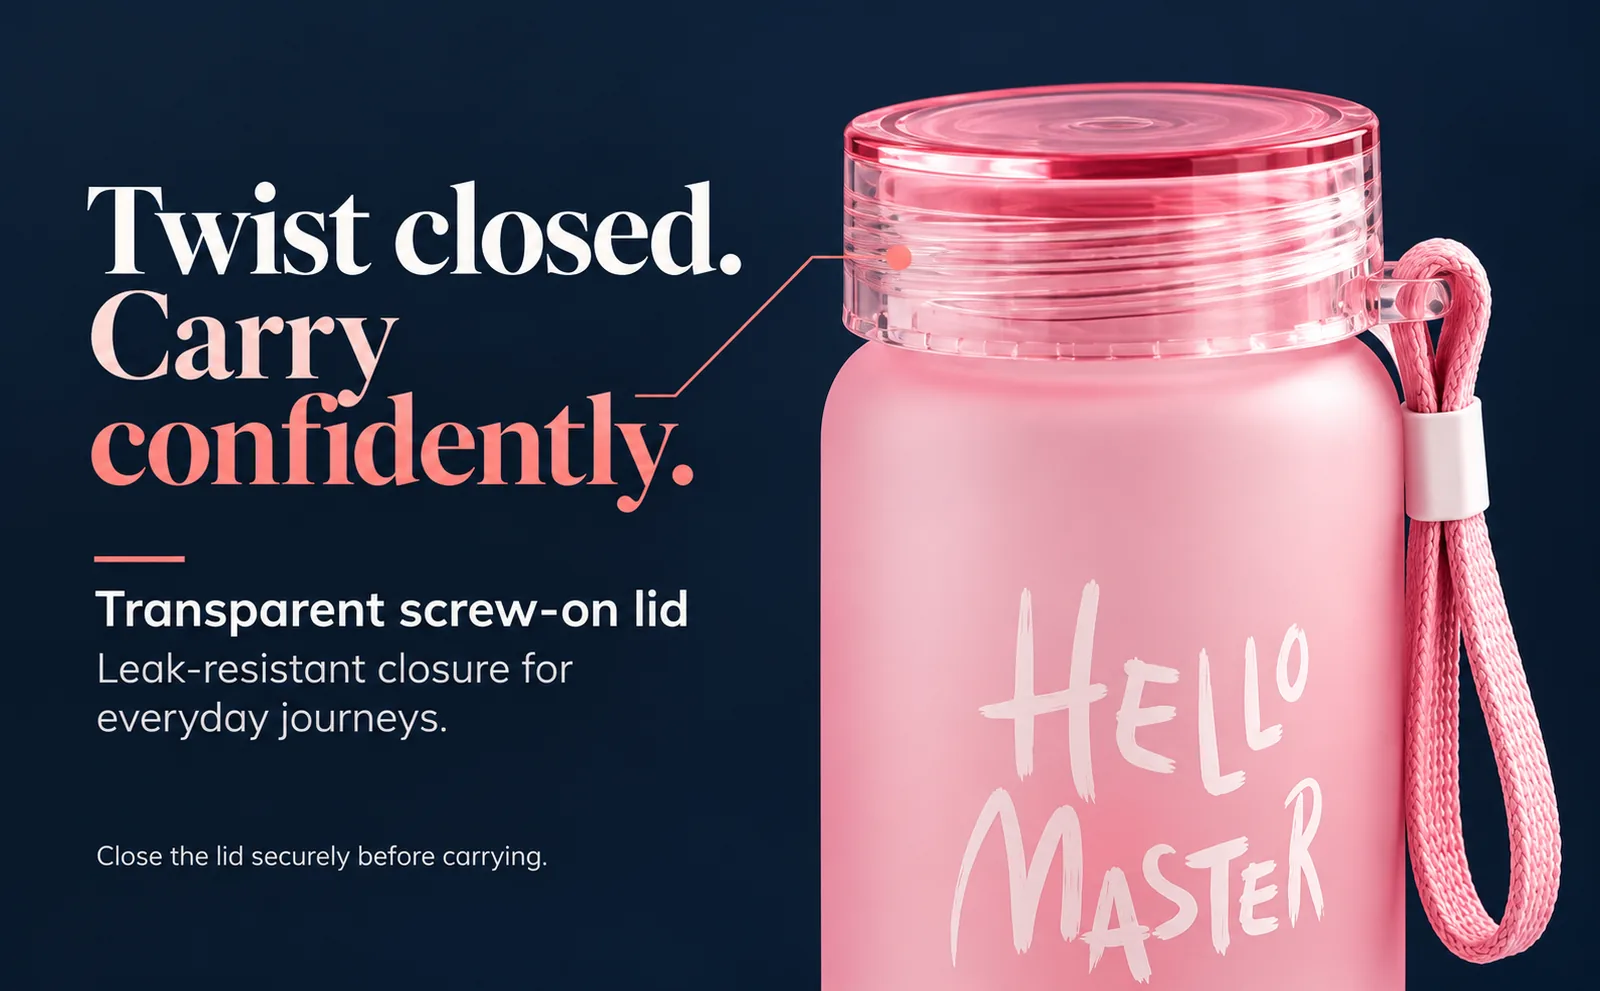 Twist closed.
Carry
confidently.
Transparent screw-on lid
Leak-resistant closure for
everyday journeys.
Close the lid securely before carrying.
HELLO
MASTER